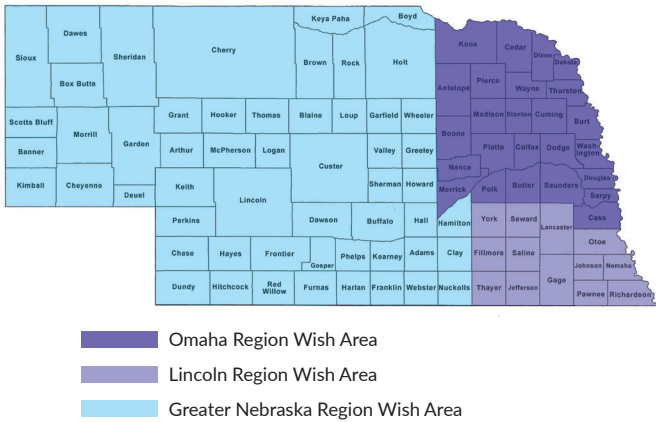 Keya Paha
Boyd
Dawes
Sioux
Sheridan
Cherry
Knox
Cedar
Dixon
Dakota
Box Butte
Brown
Rock
Holt
Antelope
Pierce
Wayne
Thurston
Scotts Bluff
Morrill
Garden
Grant
Hooker
Thomas
Blaine
Loup
Garfield
Wheeler
Madison
Stanton
Cuming
Burt
Banner
Arthur
McPherson
Logan
Custer
Valley
Greeley
Boone
Platte
Colfax
Dodge
Wash-
ington
Nance
Kimball
Cheyenne
Deuel
Keith
Lincoln
Sherman
Howard
Merrick
Polk
Butler
Saunders
Douglas
Sarpy
Perkins
Dawson
Buffalo
Hall
Hamilton
York
Seward
Lancaster
Cass
Otoe
Chase
Hayes
Frontier
Gosper
Phelps
Kearney
Adams
Clay
Fillmore
Saline
Gage
Johnson
Nemaha
Dundy
Hitchcock
Red
Willow
Furnas
Harlan
Franklin
Webster
Nuckolls
Thayer
Jefferson
Pawnee
Richardson
Omaha Region Wish Area
Lincoln Region Wish Area
Greater Nebraska Region Wish Area